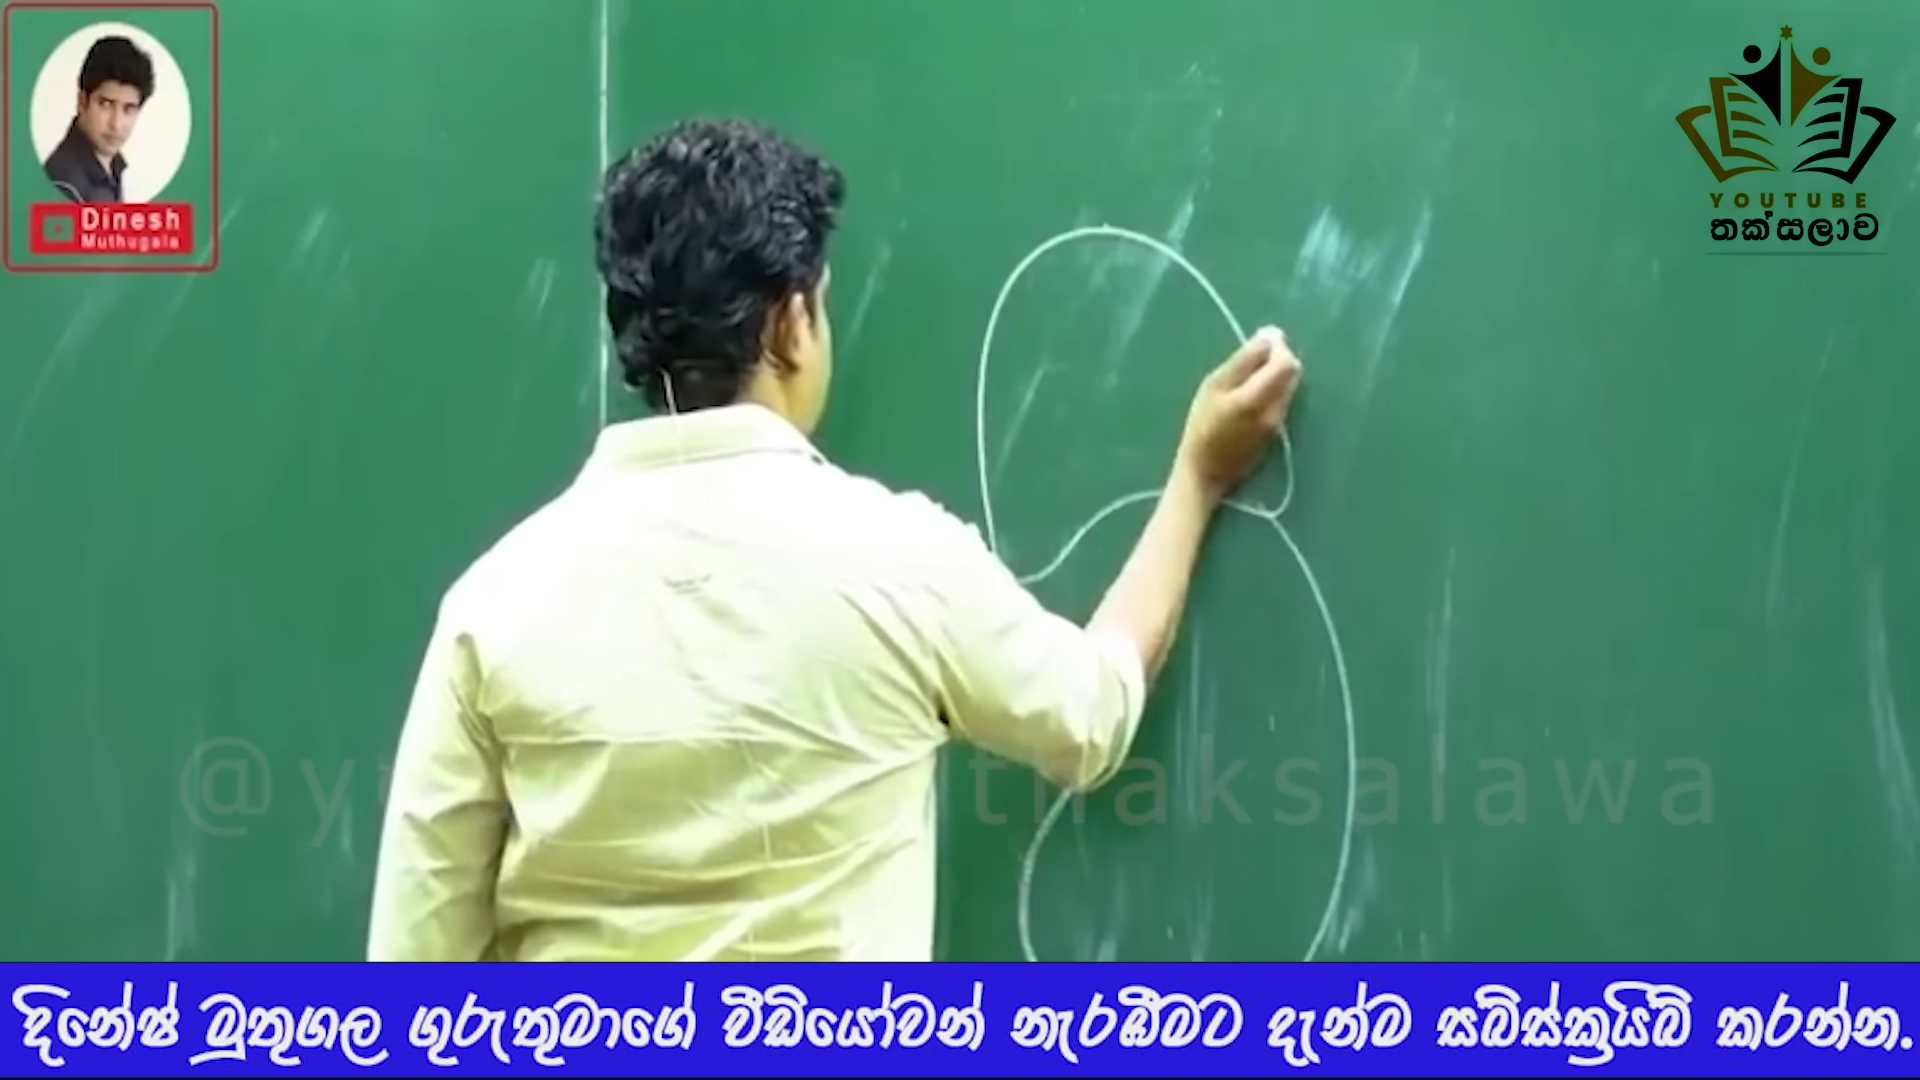 Dinesh
Muthugala
YOUTUBE
තක්සලාව
thaksalawa
දිනේෂ් මුතුගල ගුරුතුමාගේ වීඩියෝවන් නැරඹීමට දැන්ම සබ්ස්ක්‍රයිබ් කරන්න.